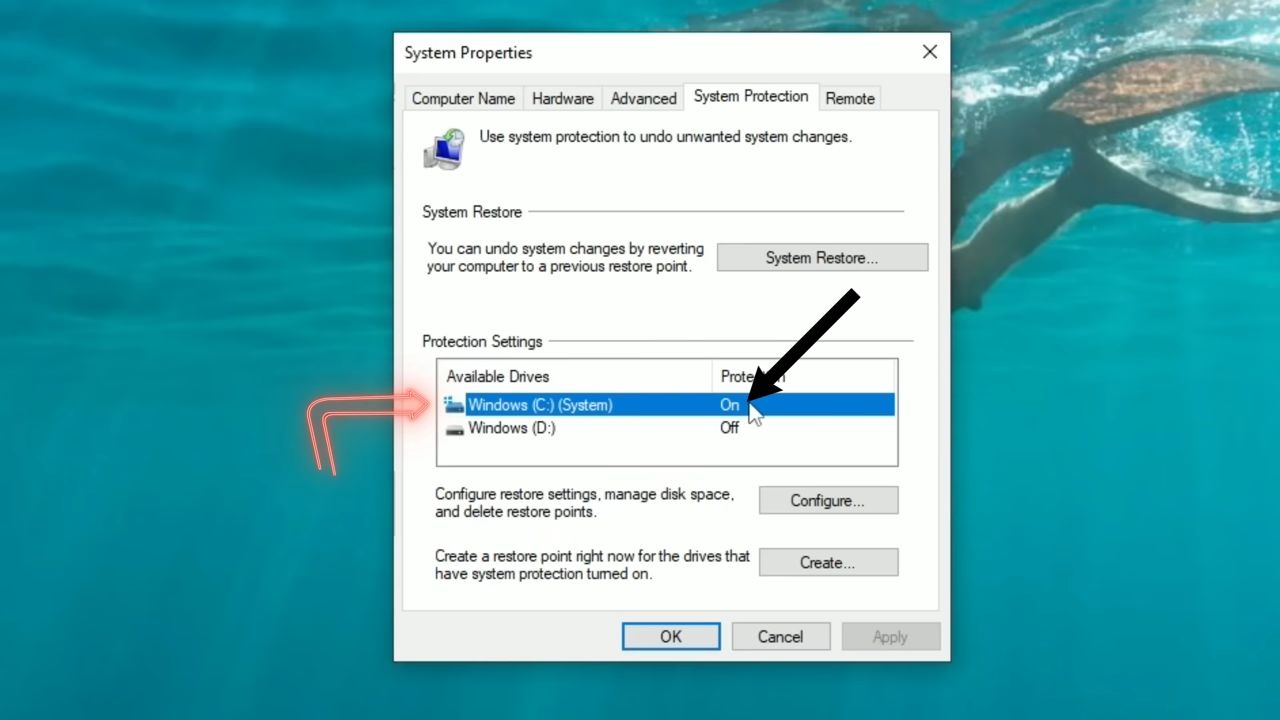 System Properties
Computer Name Hardware Advanced System Protection Remote
Use system protection to undo unwanted system changes.
System Restore
You can undo system changes by reverting
your computer to a previous restore point.
System Restore...
Protection Settings
Available Drives
Windows (C:) (System) On
Windows (D:) Off
Configure restore settings, manage disk space,
and delete restore points.
Configure...
Create a restore point right now for the drives that
have system protection turned on.
Create...
OK Cancel Apply